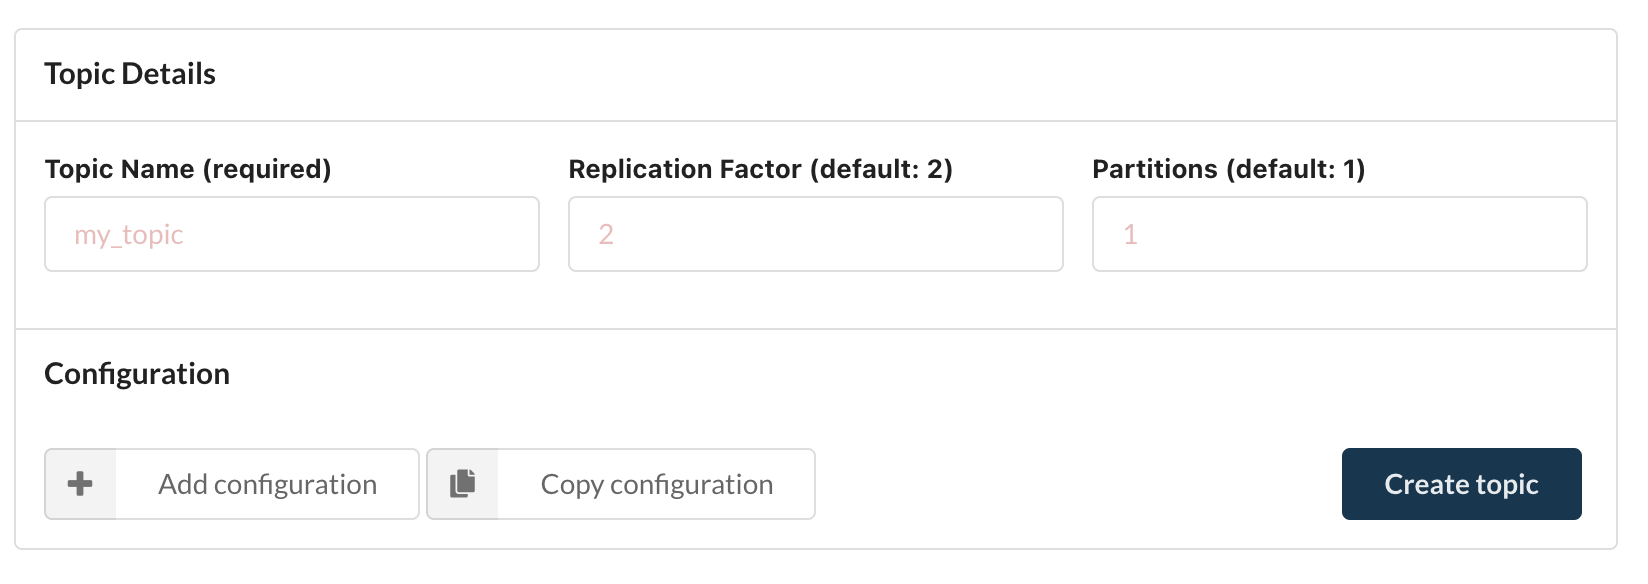 Topic Details
Topic Name (required)
Replication Factor (default: 2)
Partitions (default: 1)
my_topic
2
1
Configuration
Add configuration
Copy configuration
Create topic